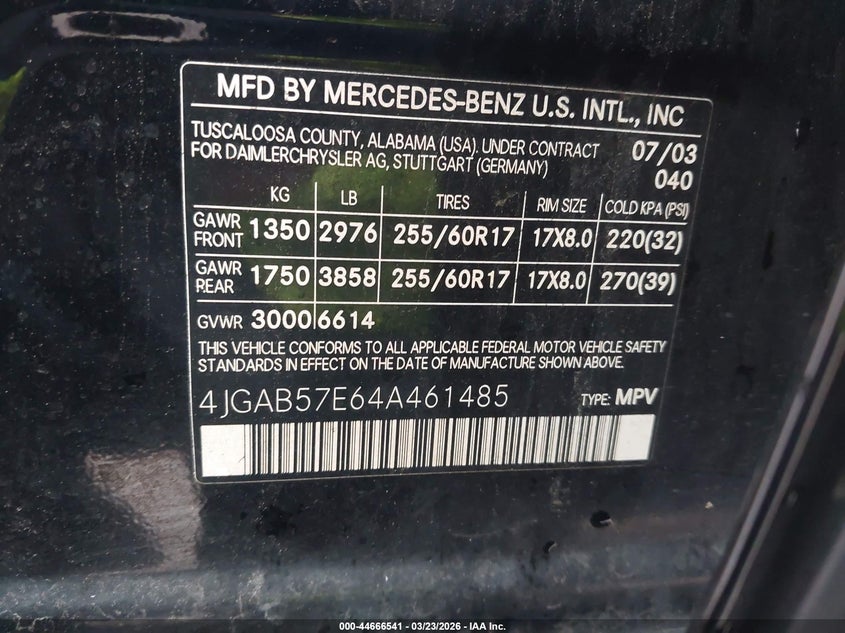 MFD BY MERCEDES-BENZ U.S. INTL., INC
TUSCALOOSA COUNTY, ALABAMA (USA). UNDER CONTRACT 07/03
FOR DAIMLERCHRYSLER AG, STUTTGART (GERMANY) 040
KG LB TIRES RIM SIZE COLD KPA (PSI)
GAWR FRONT 1350 2976 255/60R17 17X8.0 220(32)
GAWR REAR 1750 3858 255/60R17 17X8.0 270(39)
GVWR 3000 6614
THIS VEHICLE CONFORMS TO ALL APPLICABLE FEDERAL MOTOR VEHICLE SAFETY
STANDARDS IN EFFECT ON THE DATE OF MANUFACTURE SHOWN ABOVE.
4JGAB57E64A461485 TYPE: MPV
000-44666541 - 03/23/2026 - IAA Inc.